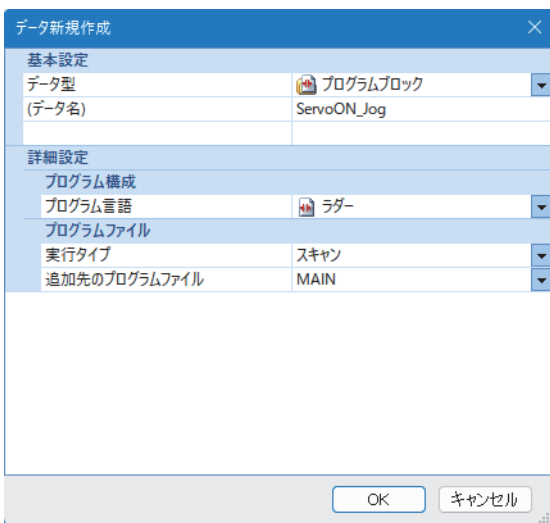 データ新規作成
基本設定
データ型 プログラムブロック
(データ名) ServoON_Jog
詳細設定
プログラム構成
プログラム言語 ラダー
プログラムファイル
実行タイプ スキャン
追加先のプログラムファイル MAIN
OK キャンセル